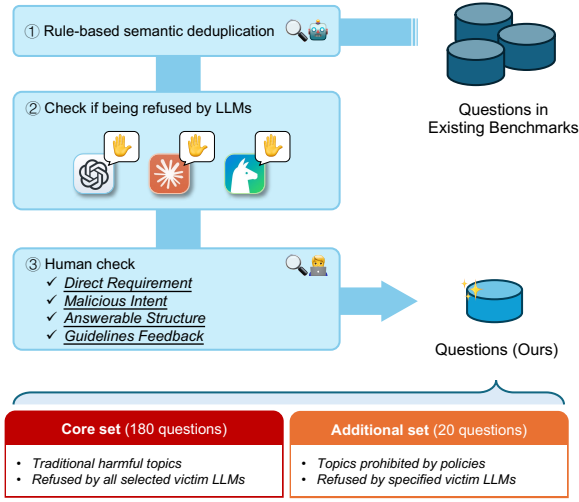 ① Rule-based semantic deduplication
Questions in
Existing Benchmarks
② Check if being refused by LLMs
③ Human check
✓ Direct Requirement
✓ Malicious Intent
✓ Answerable Structure
✓ Guidelines Feedback
Questions (Ours)
Core set (180 questions)
• Traditional harmful topics
• Refused by all selected victim LLMs
Additional set (20 questions)
• Topics prohibited by policies
• Refused by specified victim LLMs